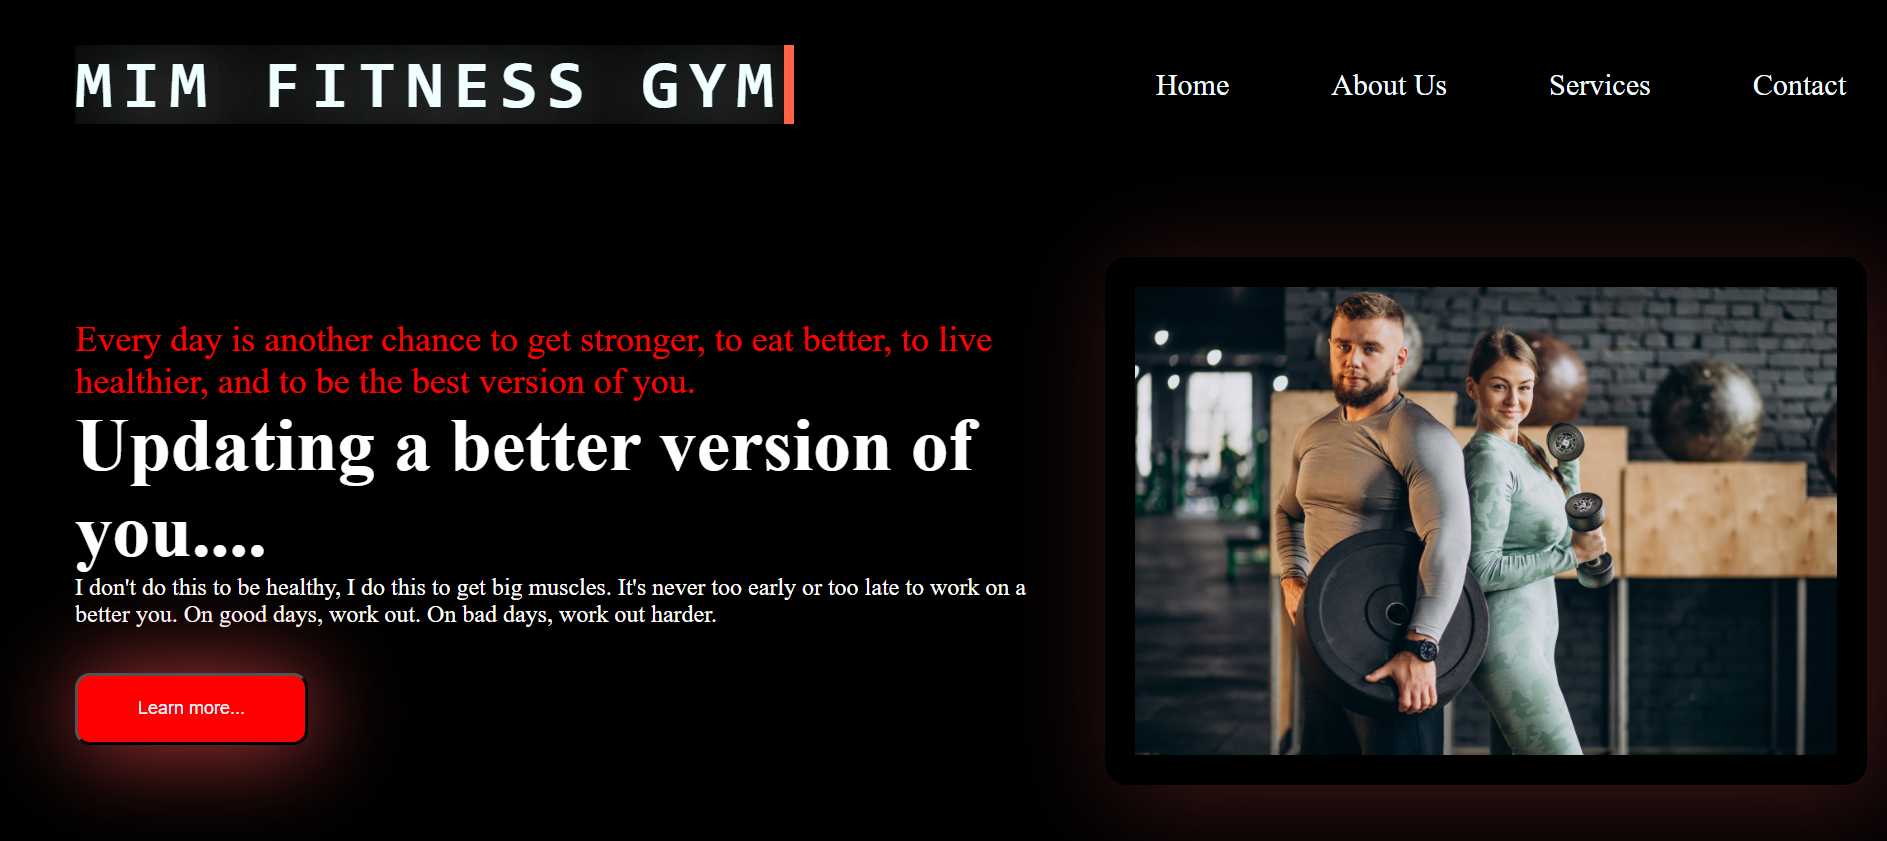 MIM FITNESS GYM
Home
About Us
Services
Contact
Every day is another chance to get stronger, to eat better, to live
healthier, and to be the best version of you.
Updating a better version of
you....
I don't do this to be healthy, I do this to get big muscles. It's never too early or too late to work on a
better you. On good days, work out. On bad days, work out harder.
Learn more...